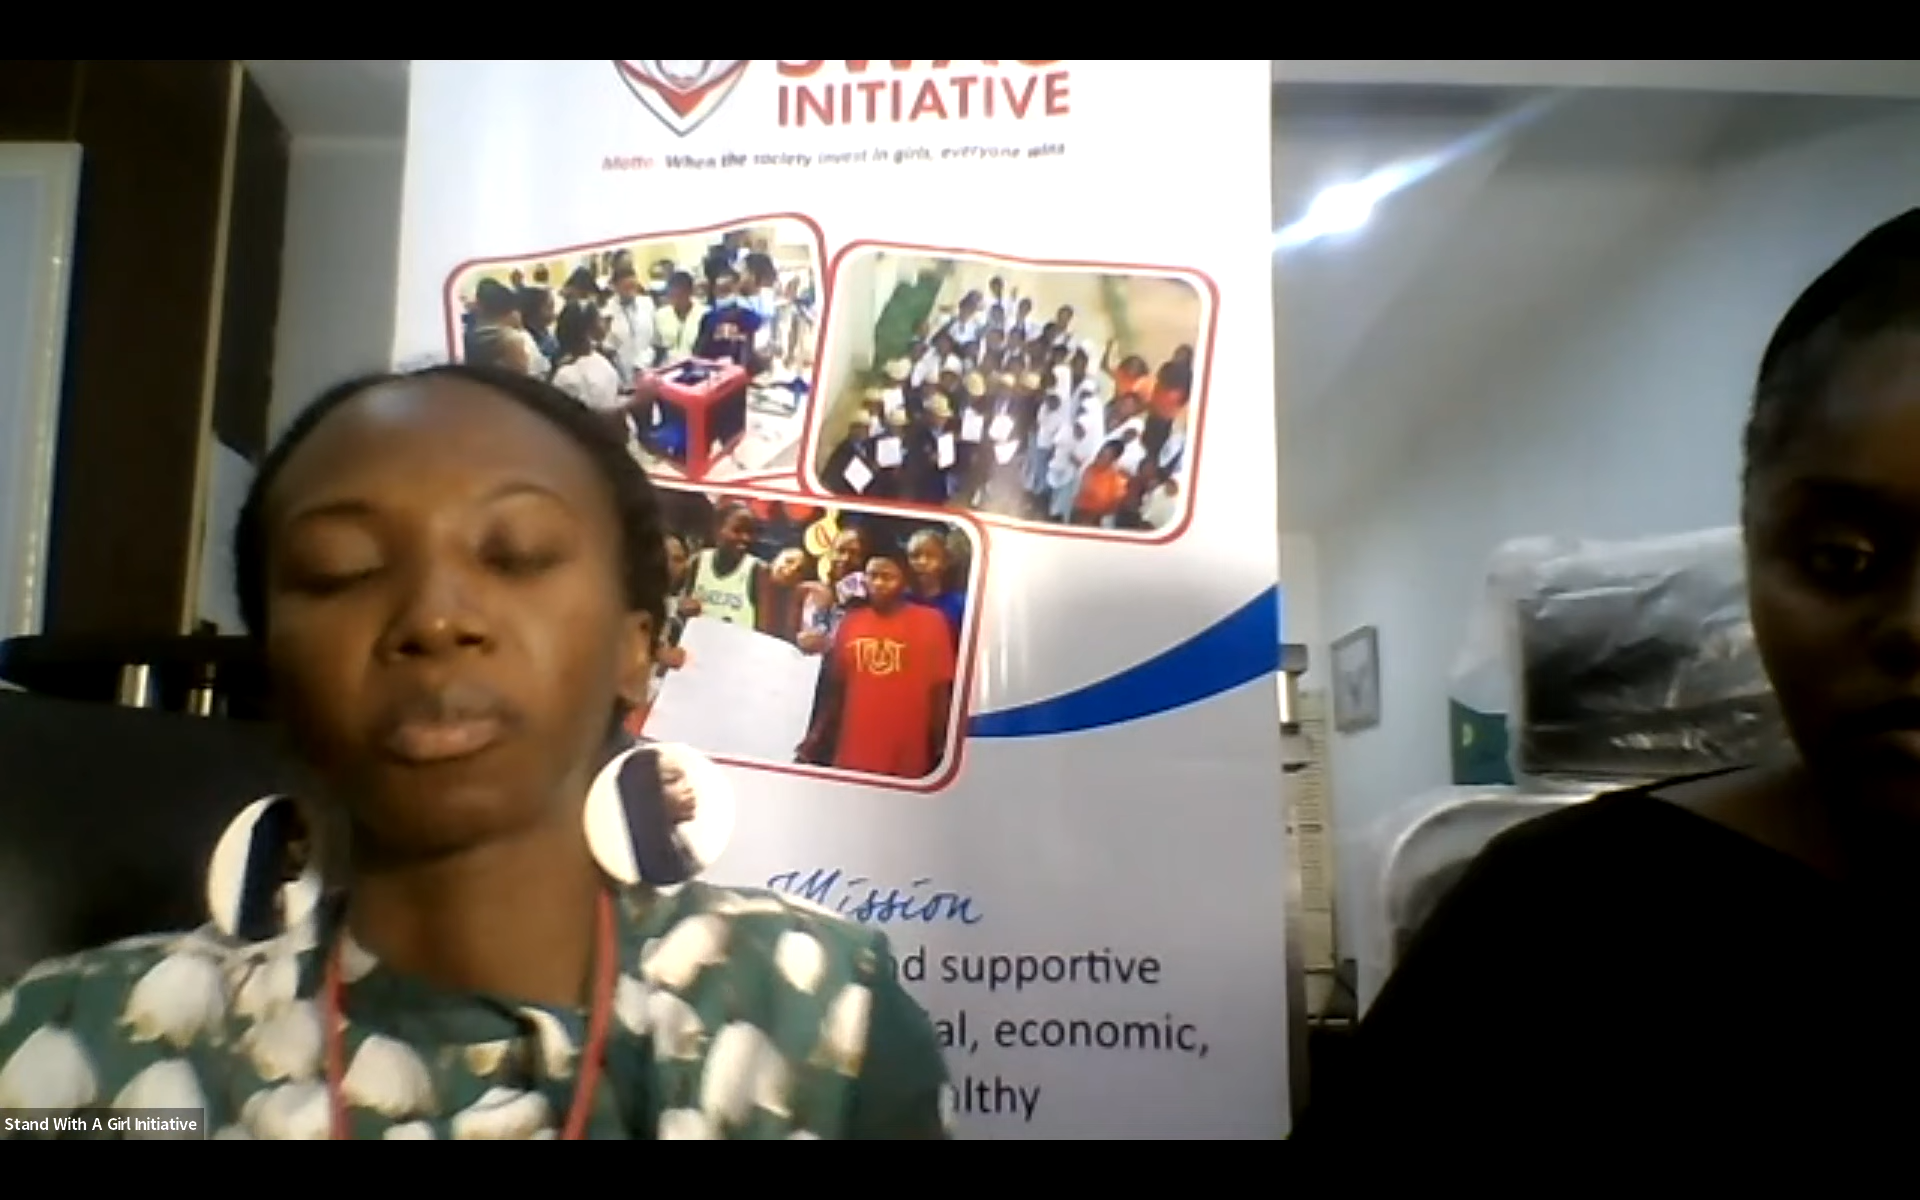 INITIATIVE
Motto: When the society invest in girls, everyone wins
TRUST
Mission
nd supportive
al, economic,
althy
Stand With A Girl Initiative